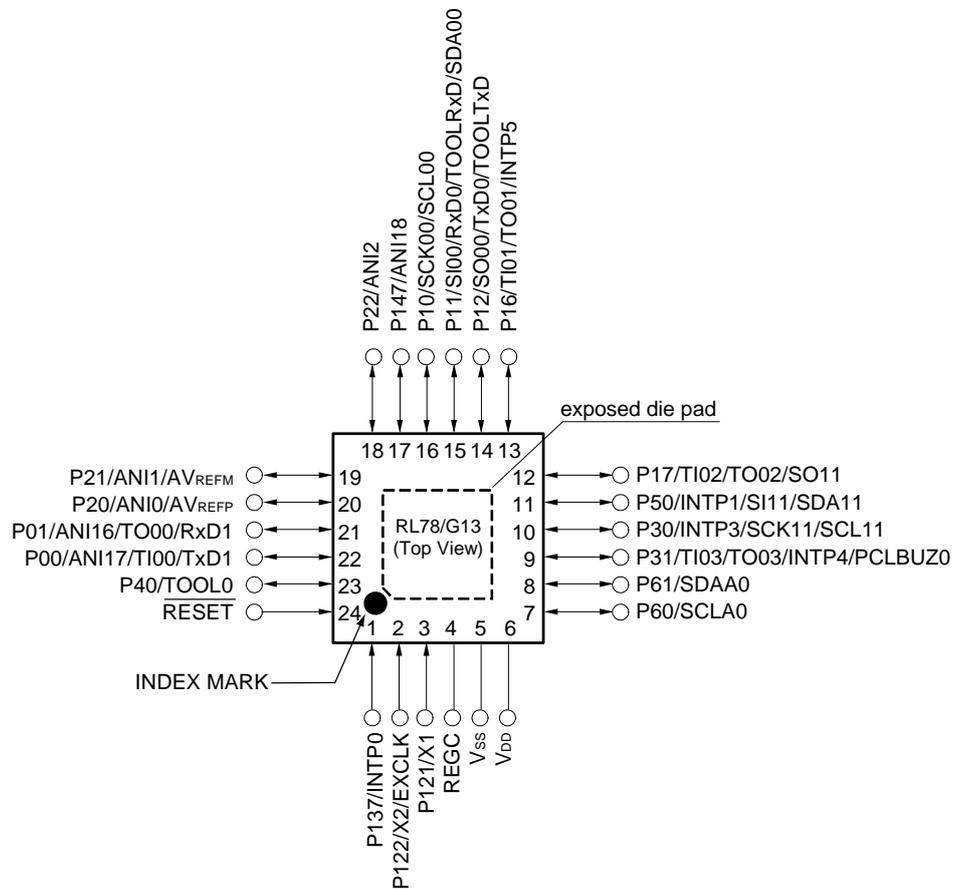 P22/ANI2
P147/ANI18
P10/SCK00/SCL00
P11/SI00/RxD0/TOOLRxD/SDA00
P12/SO00/TxD0/TOOLTxD
P16/TI01/TO01/INTP5
exposed die pad
18 17 16 15 14 13
P21/ANI1/AVREFM 19
P20/ANI0/AVREFP 20
P01/ANI16/TO00/RxD1 21
P00/ANI17/TI00/TxD1 22
P40/TOOL0 23
RESET 24
RL78/G13
(Top View)
12 P17/TI02/TO02/SO11
11 P50/INTP1/SI11/SDA11
10 P30/INTP3/SCK11/SCL11
9 P31/TI03/TO03/INTP4/PCLBUZ0
8 P61/SDAA0
7 P60/SCLA0
1 2 3 4 5 6
INDEX MARK
P137/INTP0
P122/X2/EXCLK
P121/X1
REGC
VSS
VDD